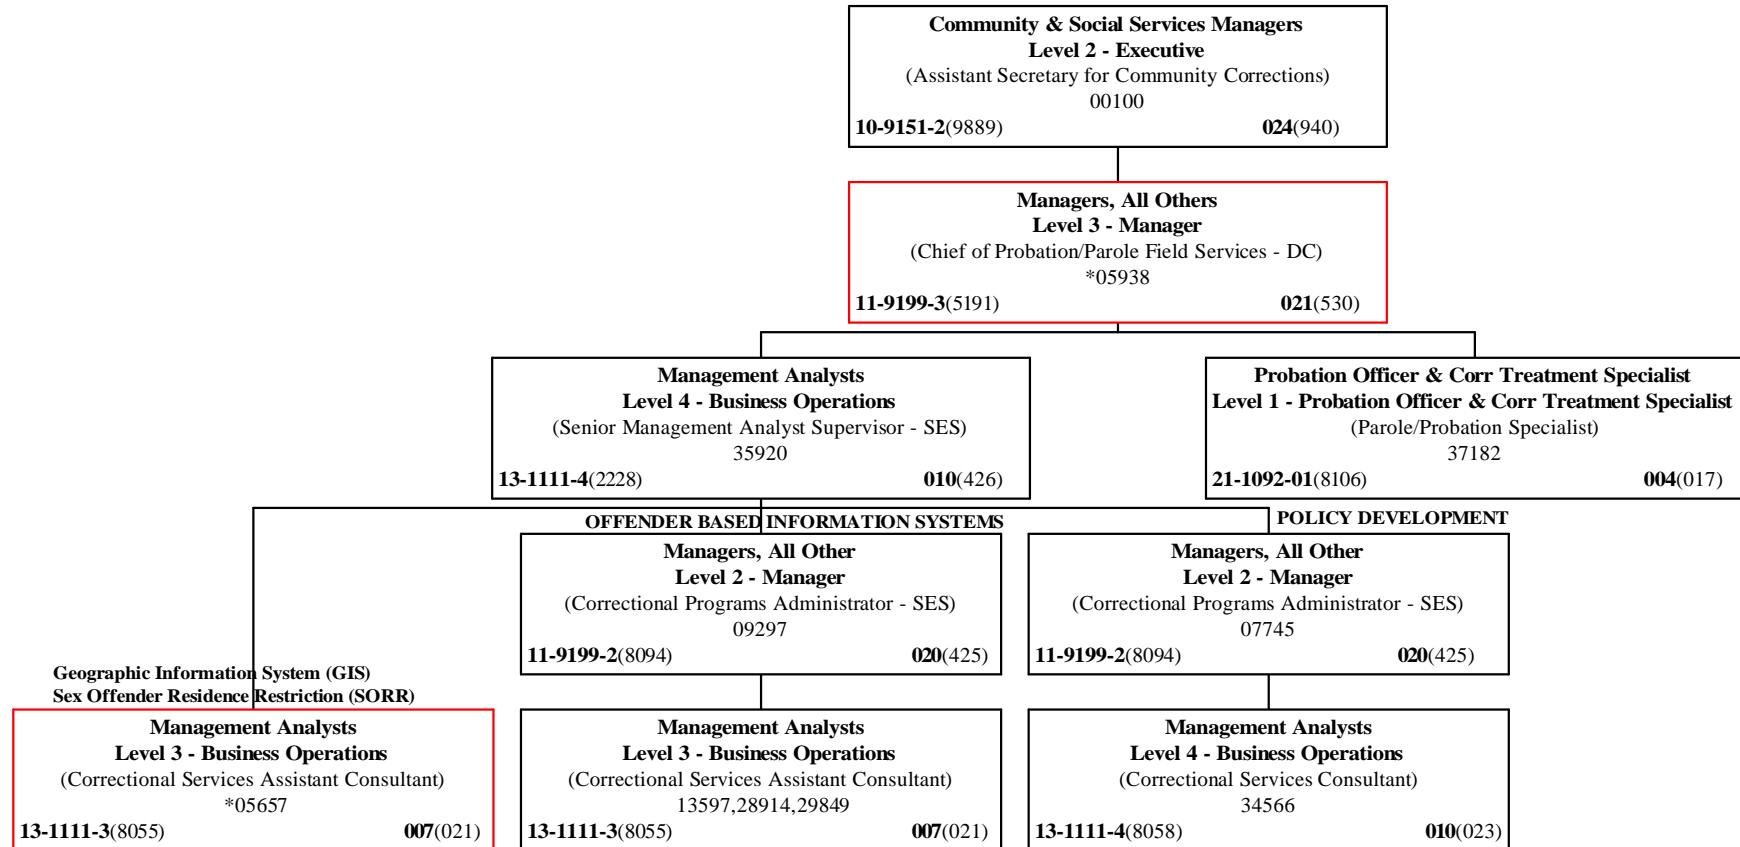 Community & Social Services Managers
Level 2 - Executive
(Assistant Secretary for Community Corrections)
00100
10-9151-2(9889) 024(940)
Managers, All Others
Level 3 - Manager
(Chief of Probation/Parole Field Services - DC)
*05938
11-9199-3(5191) 021(530)
Management Analysts
Level 4 - Business Operations
(Senior Management Analyst Supervisor - SES)
35920
13-1111-4(2228) 010(426)
Probation Officer & Corr Treatment Specialist
Level 1 - Probation Officer & Corr Treatment Specialist
(Parole/Probation Specialist)
37182
21-1092-01(8106) 004(017)
OFFENDER BASED INFORMATION SYSTEMS
Managers, All Other
Level 2 - Manager
(Correctional Programs Administrator - SES)
09297
11-9199-2(8094) 020(425)
POLICY DEVELOPMENT
Managers, All Other
Level 2 - Manager
(Correctional Programs Administrator - SES)
07745
11-9199-2(8094) 020(425)
Geographic Information System (GIS)
Sex Offender Residence Restriction (SORR)
Management Analysts
Level 3 - Business Operations
(Correctional Services Assistant Consultant)
*05657
13-1111-3(8055) 007(021)
Management Analysts
Level 3 - Business Operations
(Correctional Services Assistant Consultant)
13597,28914,29849
13-1111-3(8055) 007(021)
Management Analysts
Level 4 - Business Operations
(Correctional Services Consultant)
34566
13-1111-4(8058) 010(023)